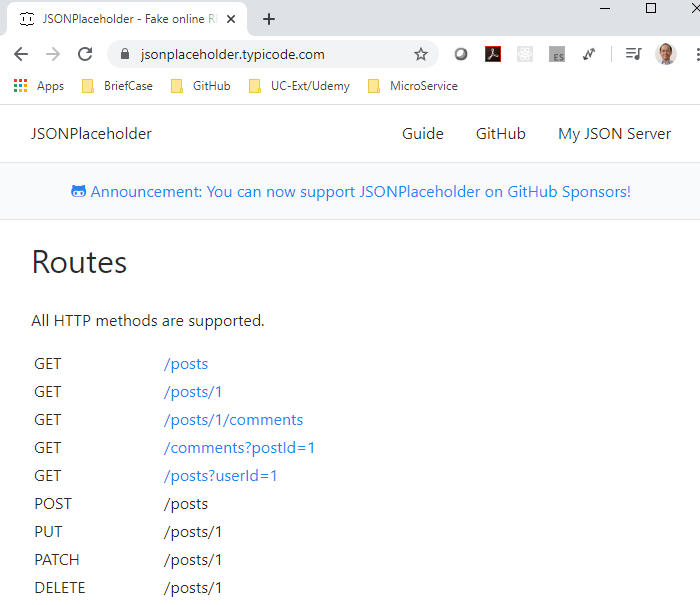 JSONPlaceholder - Fake online R
jsonplaceholder.typicode.com
ES
Apps BriefCase GitHub UC-Ext/Udemy MicroService
JSONPlaceholder Guide GitHub My JSON Server
Announcement: You can now support JSONPlaceholder on GitHub Sponsors!
Routes
All HTTP methods are supported.
GET /posts
GET /posts/1
GET /posts/1/comments
GET /comments?postId=1
GET /posts?userId=1
POST /posts
PUT /posts/1
PATCH /posts/1
DELETE /posts/1